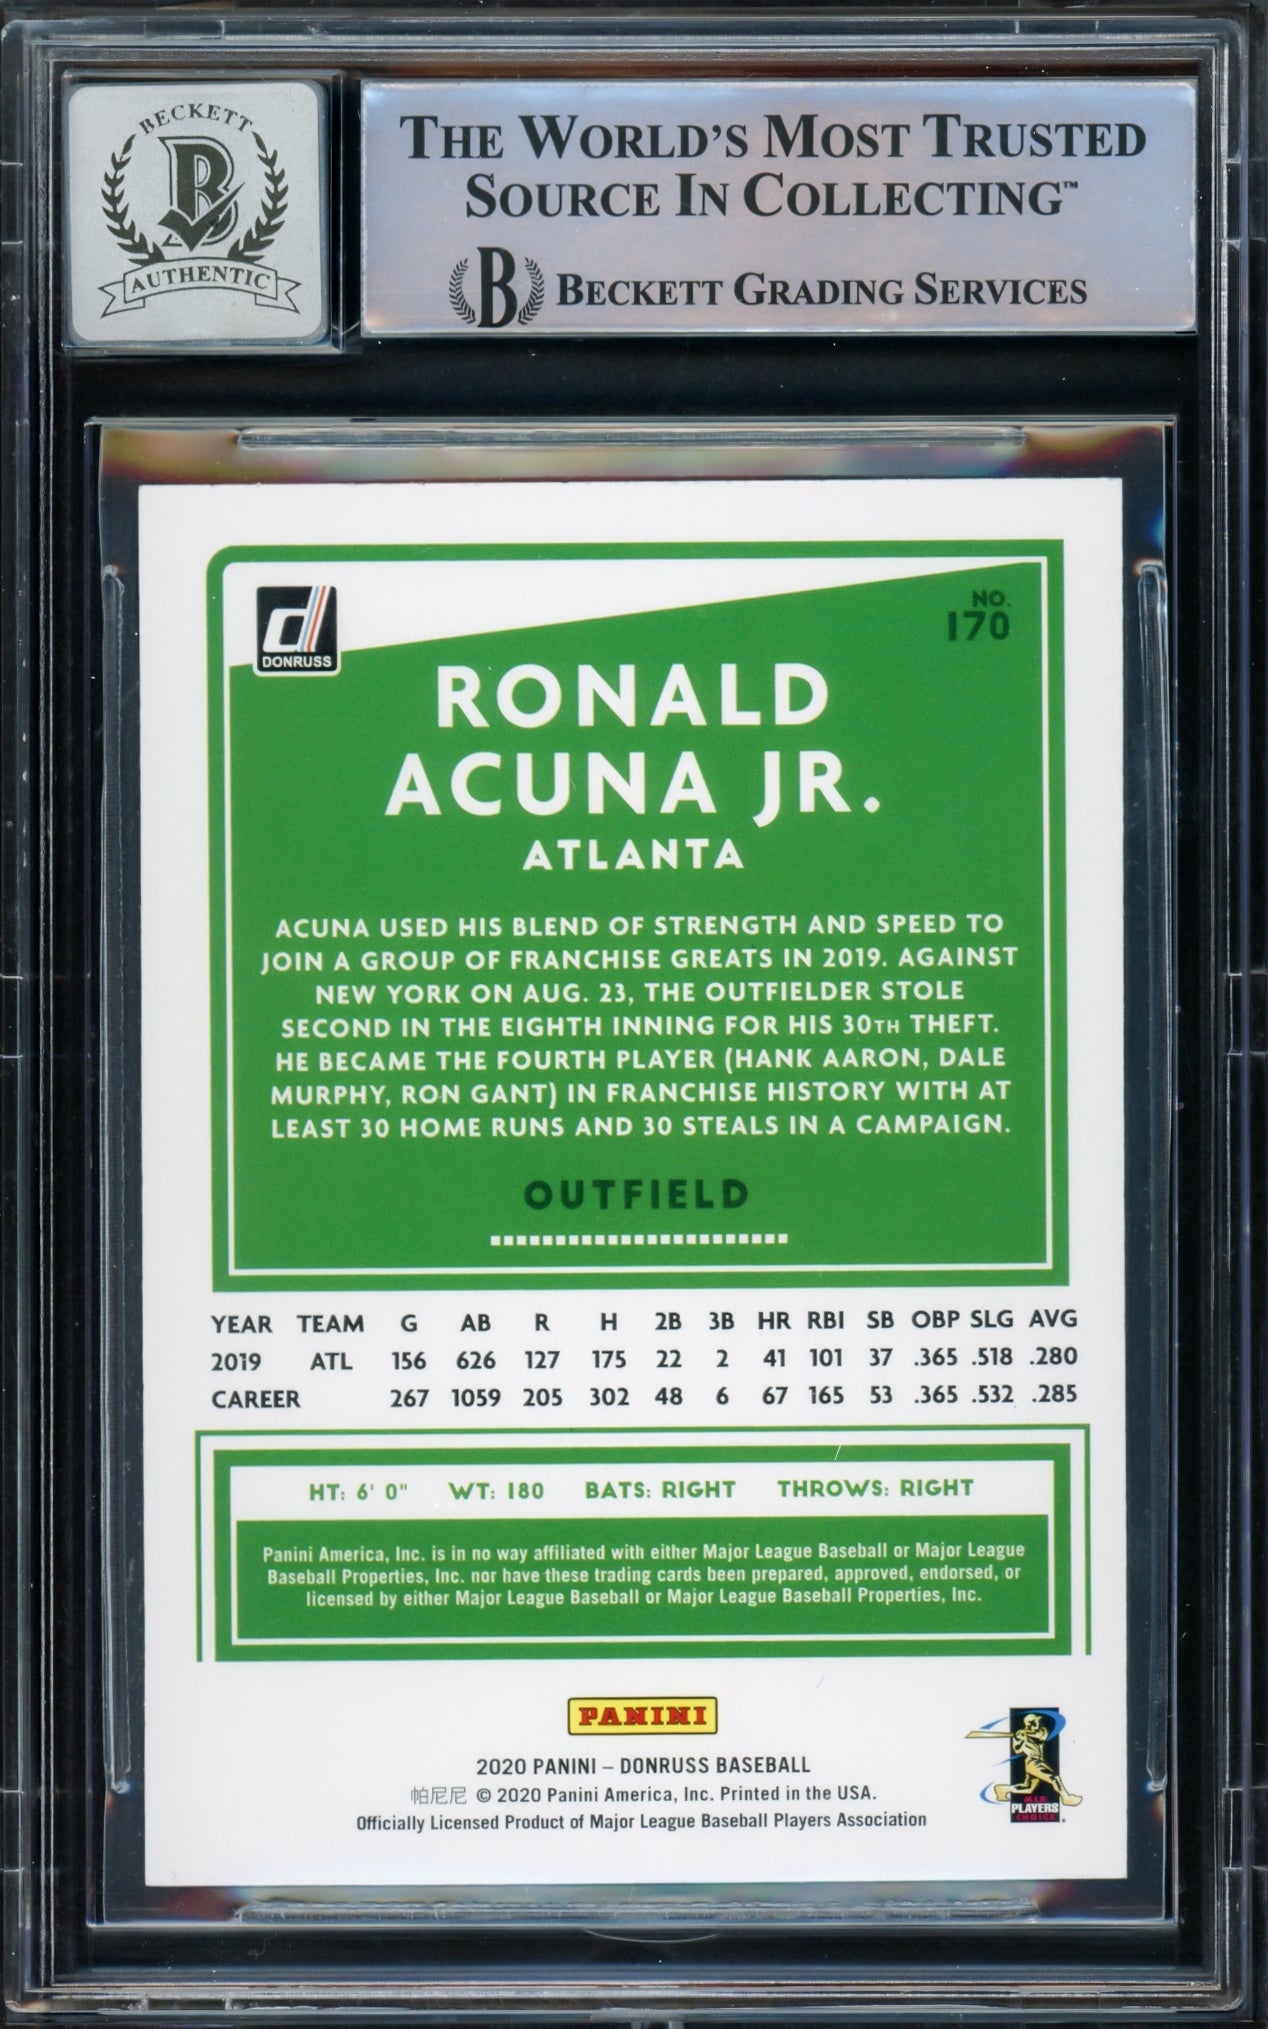 BECKETT
B
AUTHENTIC
THE WORLD'S MOST TRUSTED
SOURCE IN COLLECTING™
B BECKETT GRADING SERVICES
d
DONRUSS
NO.
170
RONALD
ACUNA JR.
ATLANTA
ACUNA USED HIS BLEND OF STRENGTH AND SPEED TO
JOIN A GROUP OF FRANCHISE GREATS IN 2019. AGAINST
NEW YORK ON AUG. 23, THE OUTFIELDER STOLE
SECOND IN THE EIGHTH INNING FOR HIS 30TH THEFT.
HE BECAME THE FOURTH PLAYER (HANK AARON, DALE
MURPHY, RON GANT) IN FRANCHISE HISTORY WITH AT
LEAST 30 HOME RUNS AND 30 STEALS IN A CAMPAIGN.
OUTFIELD
YEAR TEAM G AB R H 2B 3B HR RBI SB OBP SLG AVG
2019 ATL 156 626 127 175 22 2 41 101 37 .365 .518 .280
CAREER 267 1059 205 302 48 6 67 165 53 .365 .532 .285
HT: 6' 0" WT: 180 BATS: RIGHT THROWS: RIGHT
Panini America, Inc. is in no way affiliated with either Major League Baseball or Major League
Baseball Properties, Inc. nor have these trading cards been prepared, approved, endorsed, or
licensed by either Major League Baseball or Major League Baseball Properties, Inc.
PANINI
2020 PANINI – DONRUSS BASEBALL
帕尼尼 © 2020 Panini America, Inc. Printed in the USA.
Officially Licensed Product of Major League Baseball Players Association
MLB
PLAYERS
CHOICE